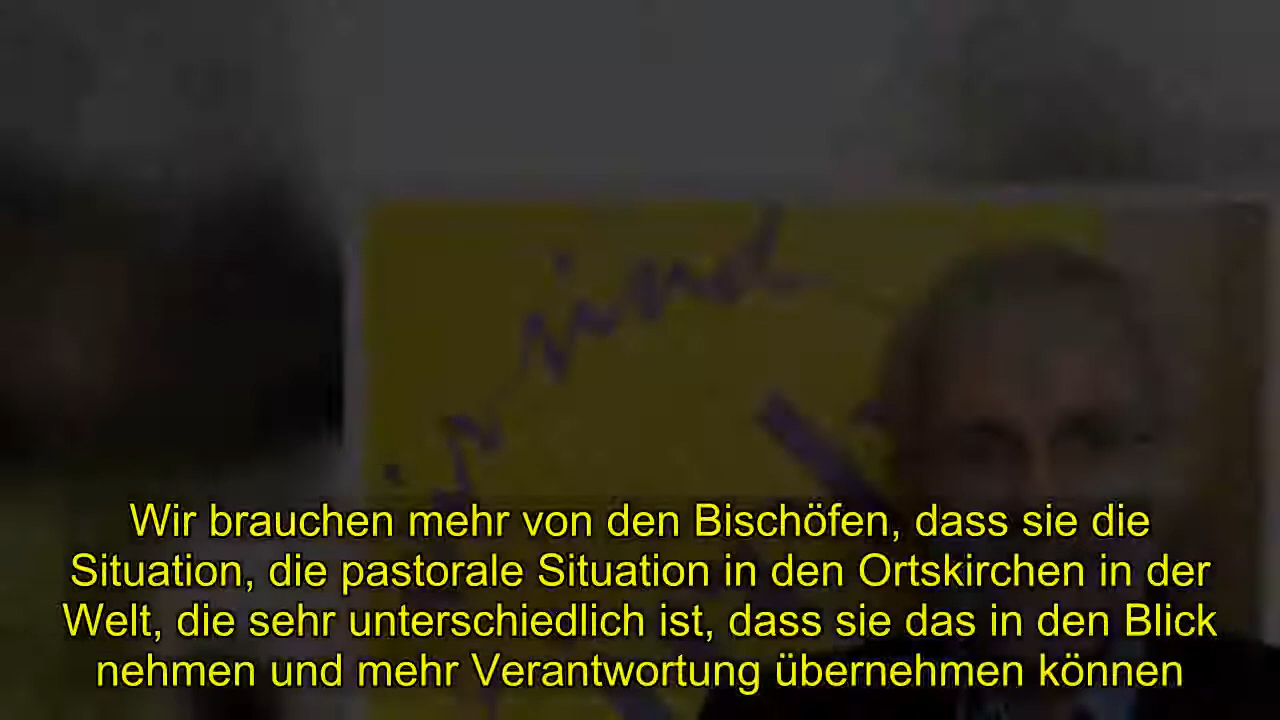 Wir brauchen mehr von den Bischöfen, dass sie die
Situation, die pastorale Situation in den Ortskirchen in der
Welt, die sehr unterschiedlich ist, dass sie das in den Blick
nehmen und mehr Verantwortung übernehmen können